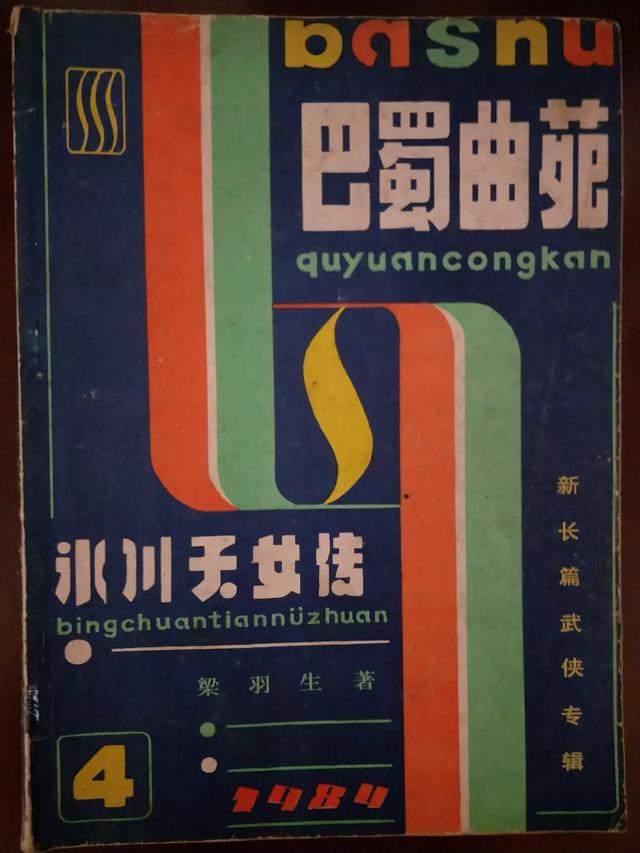 bashu
巴蜀曲苑
quyuancongkan
新长篇武侠专辑
冰川天女传
bingchuantiannüzhuan
梁羽生著
4
1984